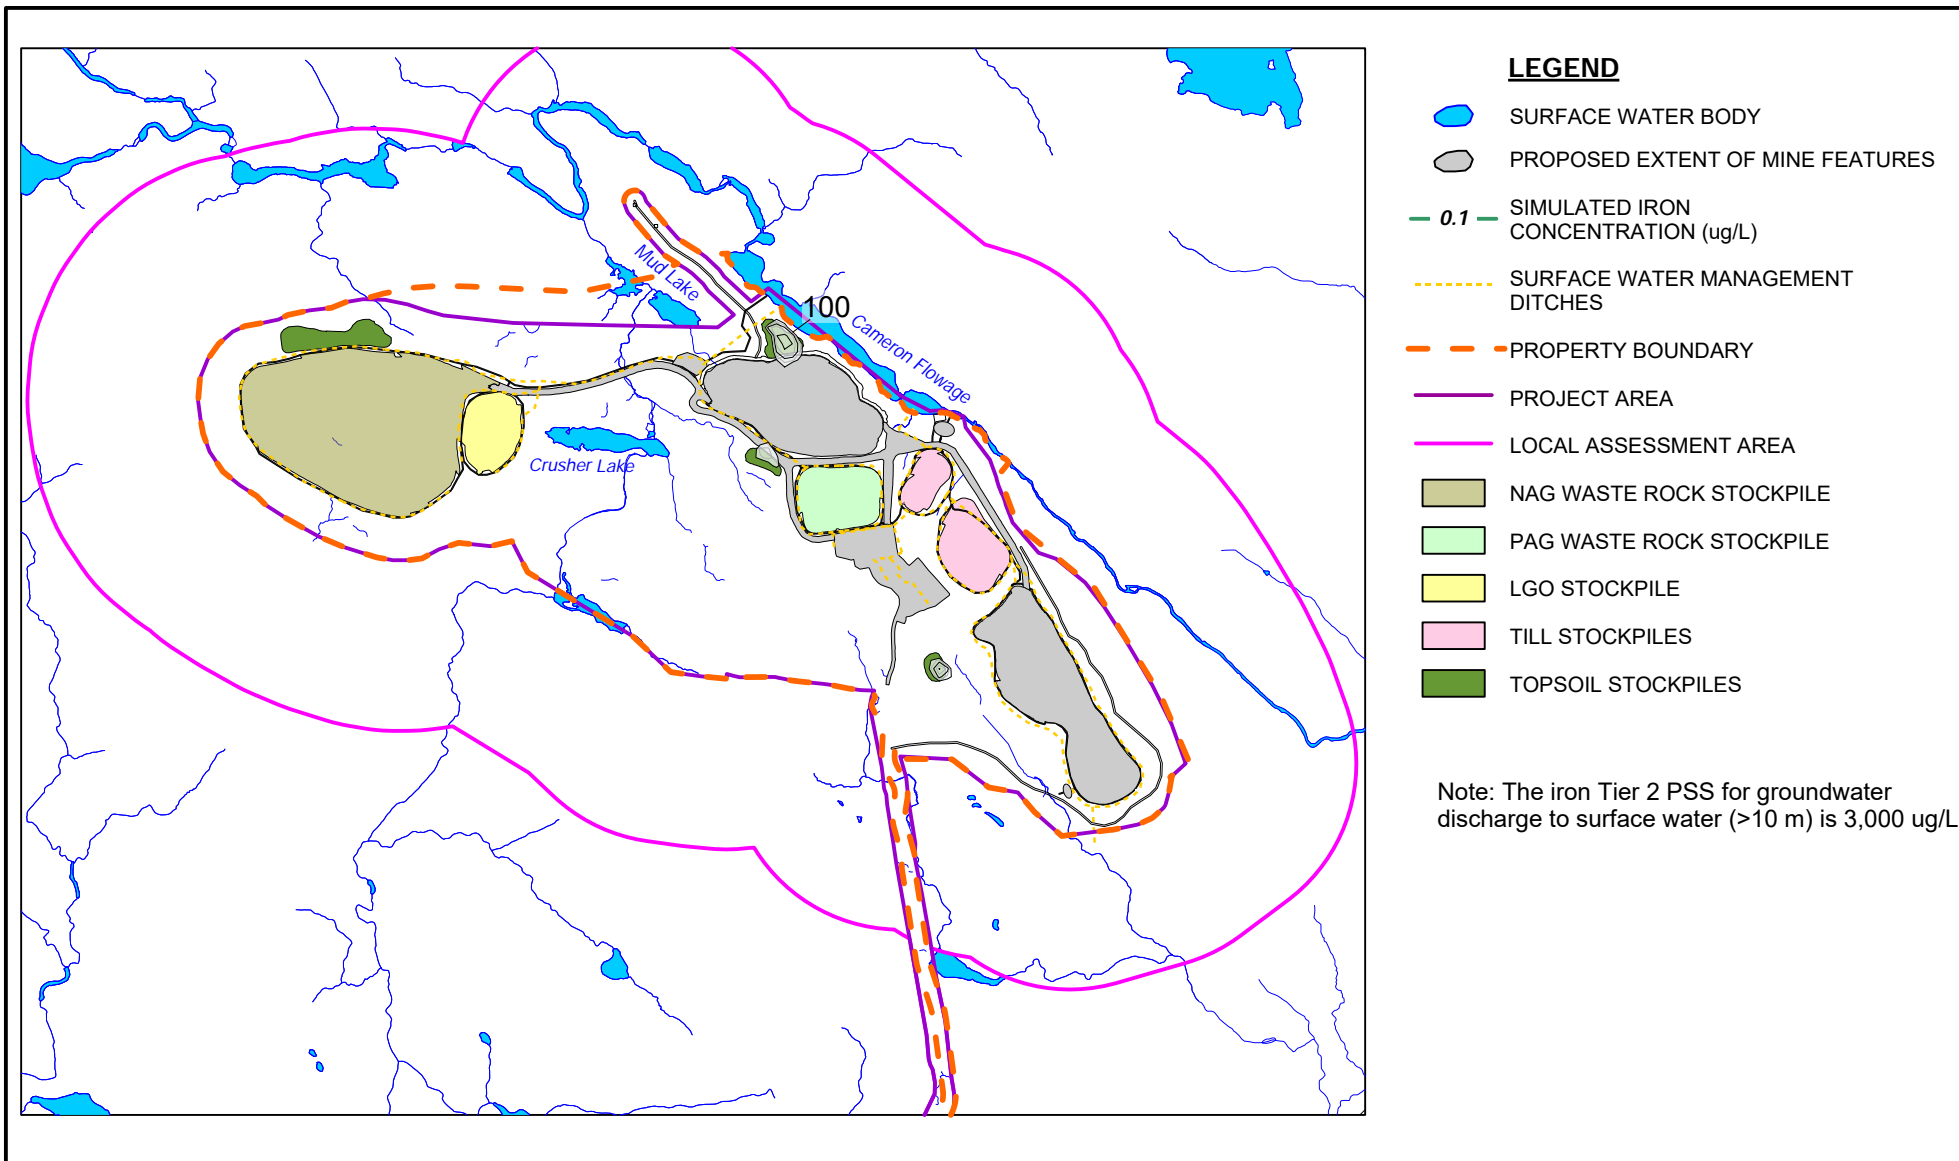 LEGEND
SURFACE WATER BODY
PROPOSED EXTENT OF MINE FEATURES
0.1
SIMULATED IRON
CONCENTRATION (ug/L)
SURFACE WATER MANAGEMENT
DITCHES
PROPERTY BOUNDARY
PROJECT AREA
LOCAL ASSESSMENT AREA
NAG WASTE ROCK STOCKPILE
PAG WASTE ROCK STOCKPILE
LGO STOCKPILE
TILL STOCKPILES
TOPSOIL STOCKPILES
Note: The iron Tier 2 PSS for groundwater
discharge to surface water (>10 m) is 3,000 ug/L
Mud Lake
100
Cameron Flowage
Crusher Lake